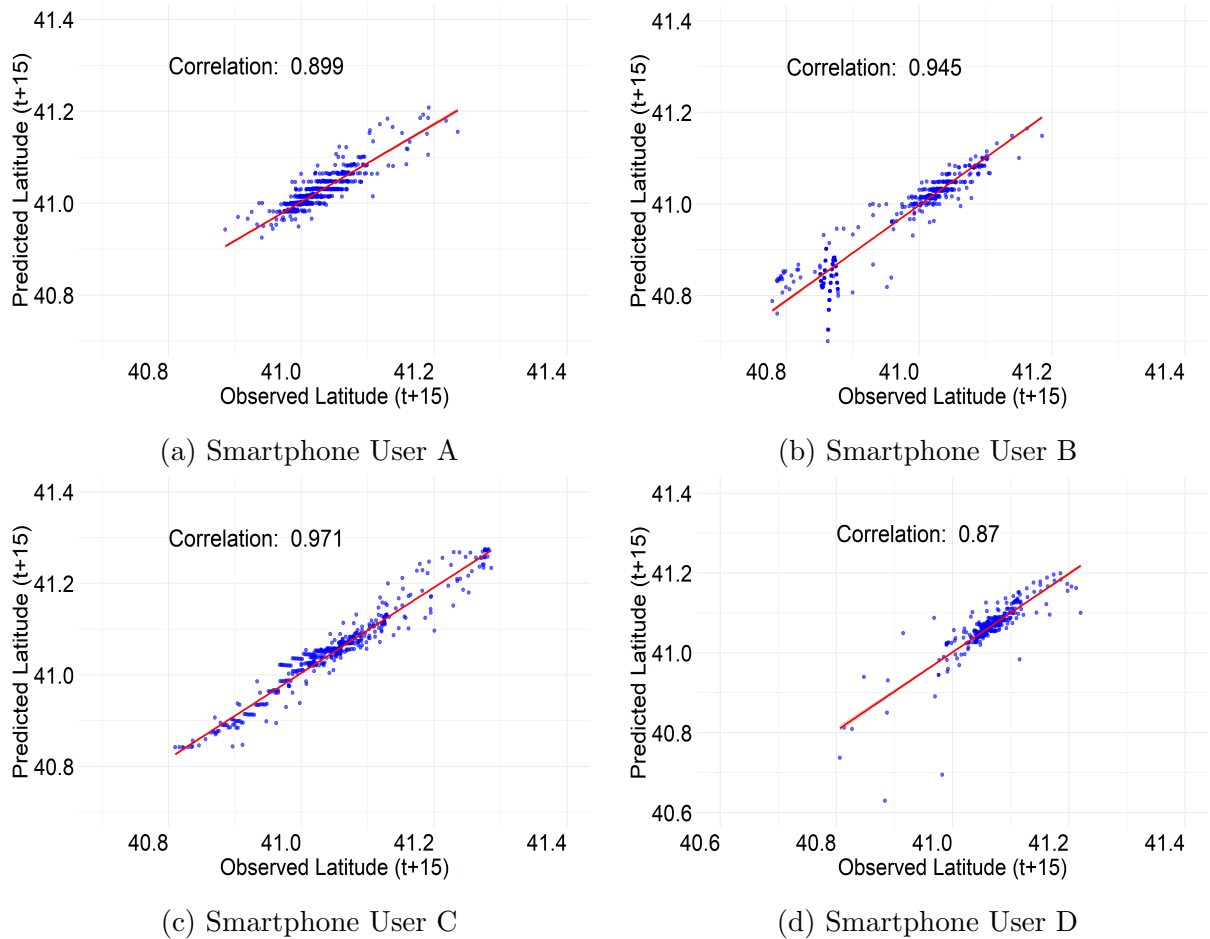 41.4
Correlation: 0.899
41.2
41.0
40.8
Predicted Latitude (t+15)
40.8 41.0 41.2 41.4
Observed Latitude (t+15)
(a) Smartphone User A
41.4
Correlation: 0.945
41.2
41.0
40.8
Predicted Latitude (t+15)
40.8 41.0 41.2 41.4
Observed Latitude (t+15)
(b) Smartphone User B
41.4
Correlation: 0.971
41.2
41.0
40.8
Predicted Latitude (t+15)
40.8 41.0 41.2 41.4
Observed Latitude (t+15)
(c) Smartphone User C
41.4
Correlation: 0.87
41.2
41.0
40.8
40.6
Predicted Latitude (t+15)
40.6 40.8 41.0 41.2 41.4
Observed Latitude (t+15)
(d) Smartphone User D